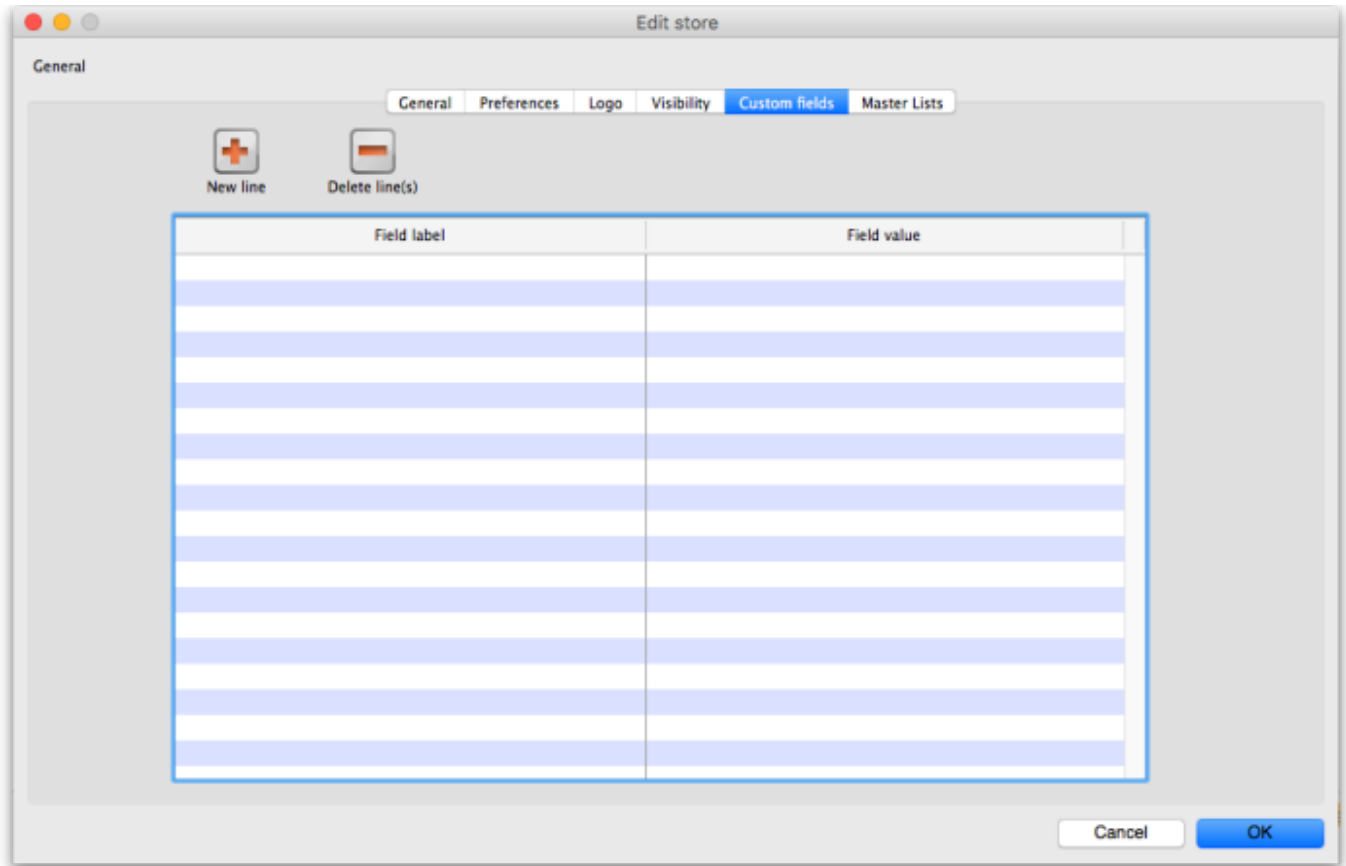 Edit store
General
General Preferences Logo Visibility Custom fields Master Lists
New line Delete line(s)
Field label Field value
Cancel OK